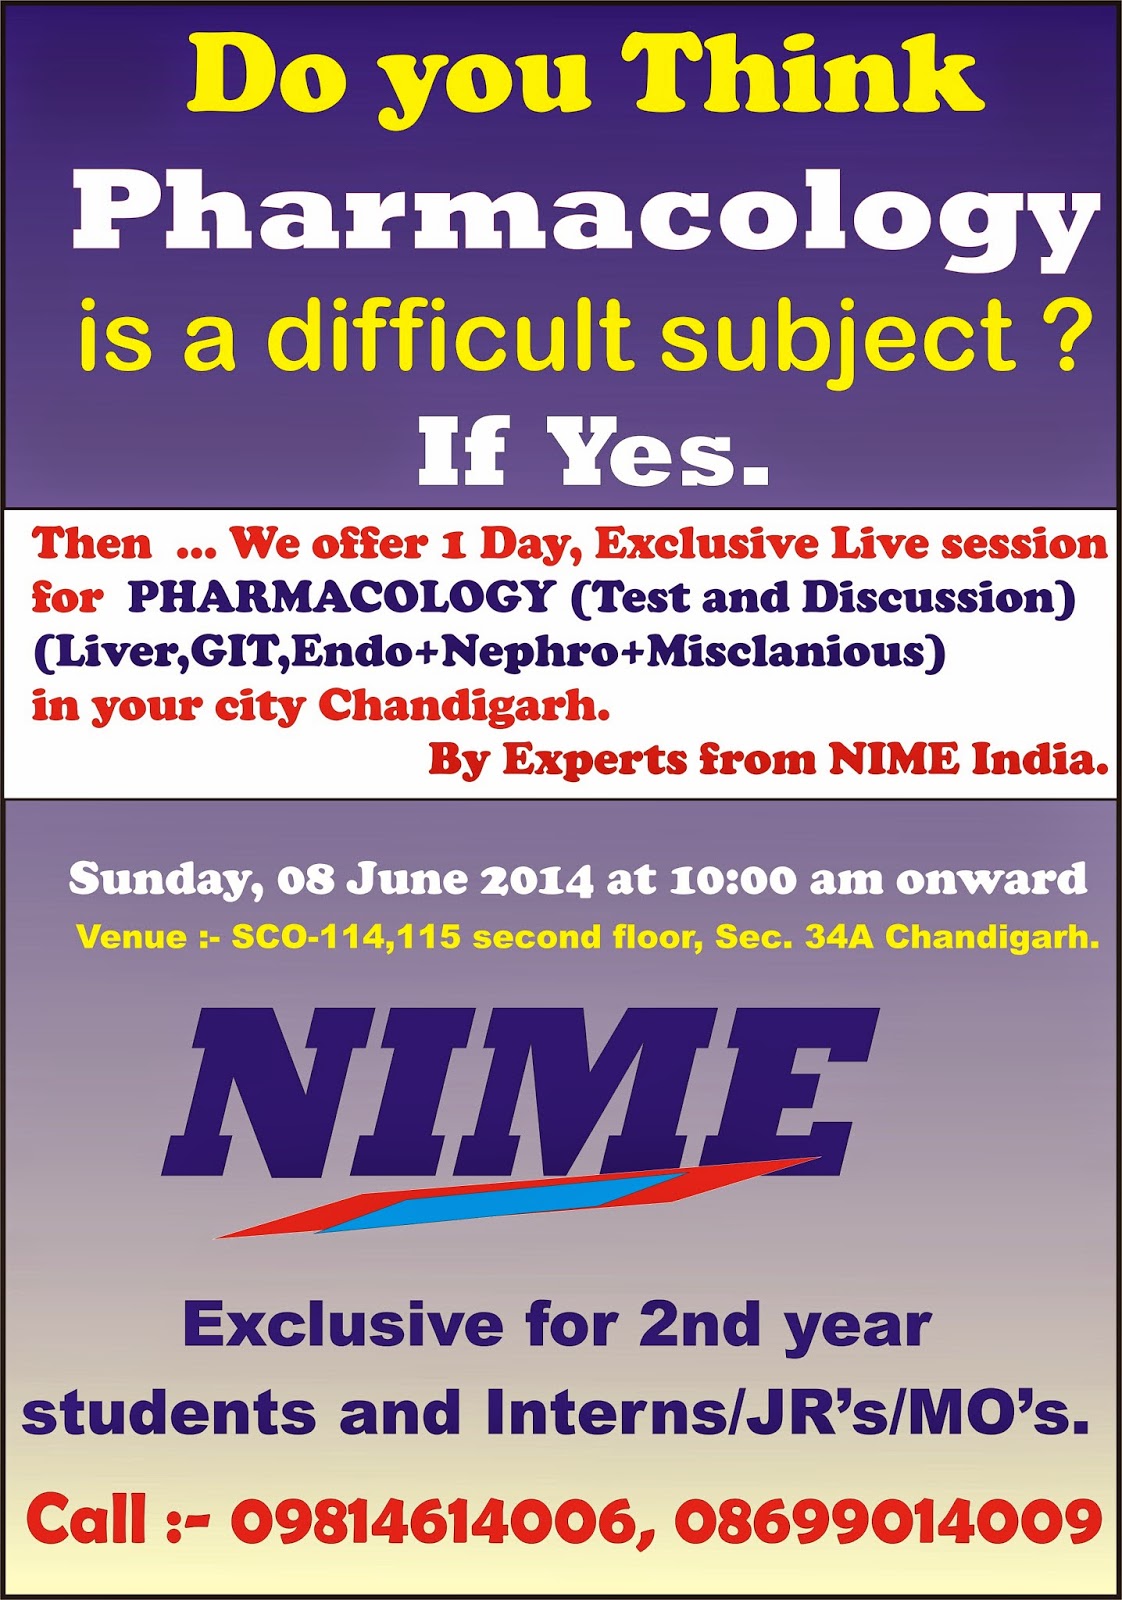 Do you Think
Pharmacology
is a difficult subject ?
If Yes.
Then ... We offer 1 Day, Exclusive Live session
for PHARMACOLOGY (Test and Discussion)
(Liver,GIT,Endo+Nephro+Misclanious)
in your city Chandigarh.
By Experts from NIME India.
Sunday, 08 June 2014 at 10:00 am onward
Venue :- SCO-114,115 second floor, Sec. 34A Chandigarh.
NIME
Exclusive for 2nd year
students and Interns/JR’s/MO’s.
Call :- 09814614006, 08699014009